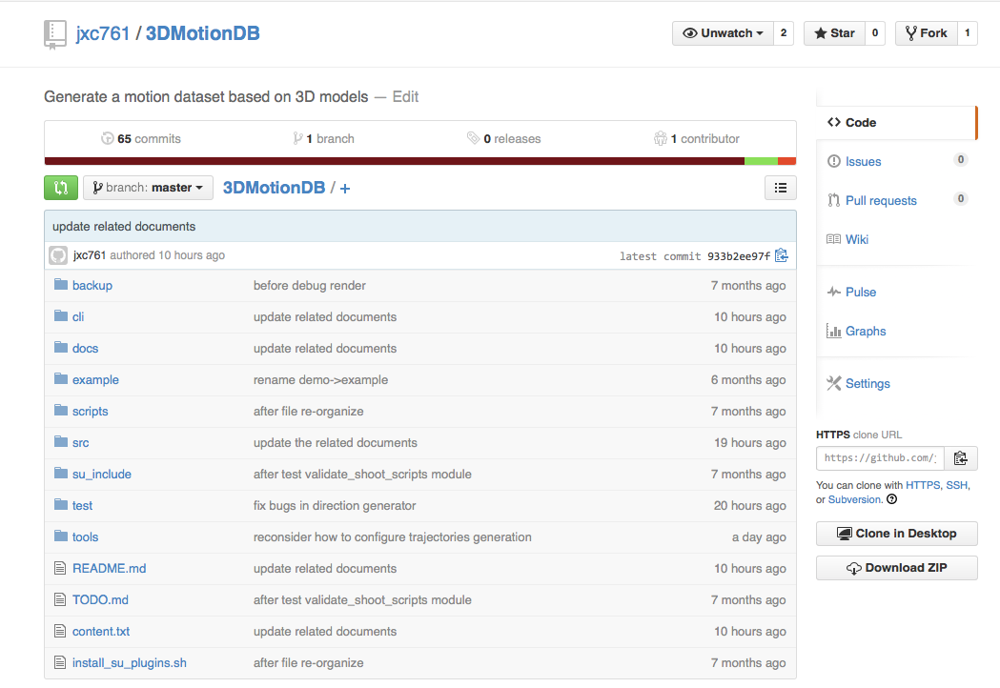 jxc761 / 3DMotionDB
Unwatch 2 Star 0 Fork 1
Generate a motion dataset based on 3D models — Edit
65 commits 1 branch 0 releases 1 contributor
branch: master 3DMotionDB / +
update related documents
jxc761 authored 10 hours ago latest commit 933b2ee97f
backup before debug render 7 months ago
cli update related documents 10 hours ago
docs update related documents 10 hours ago
example rename demo->example 6 months ago
scripts after file re-organize 7 months ago
src update the related documents 19 hours ago
su_include after test validate_shoot_scripts module 7 months ago
test fix bugs in direction generator 20 hours ago
tools reconsider how to configure trajectories generation a day ago
README.md update related documents 10 hours ago
TODO.md after test validate_shoot_scripts module 7 months ago
content.txt update related documents 10 hours ago
install_su_plugins.sh after file re-organize 7 months ago
Code
Issues 0
Pull requests 0
Wiki
Pulse
Graphs
Settings
HTTPS clone URL
https://github.com/
You can clone with HTTPS, SSH,
or Subversion.
Clone in Desktop
Download ZIP